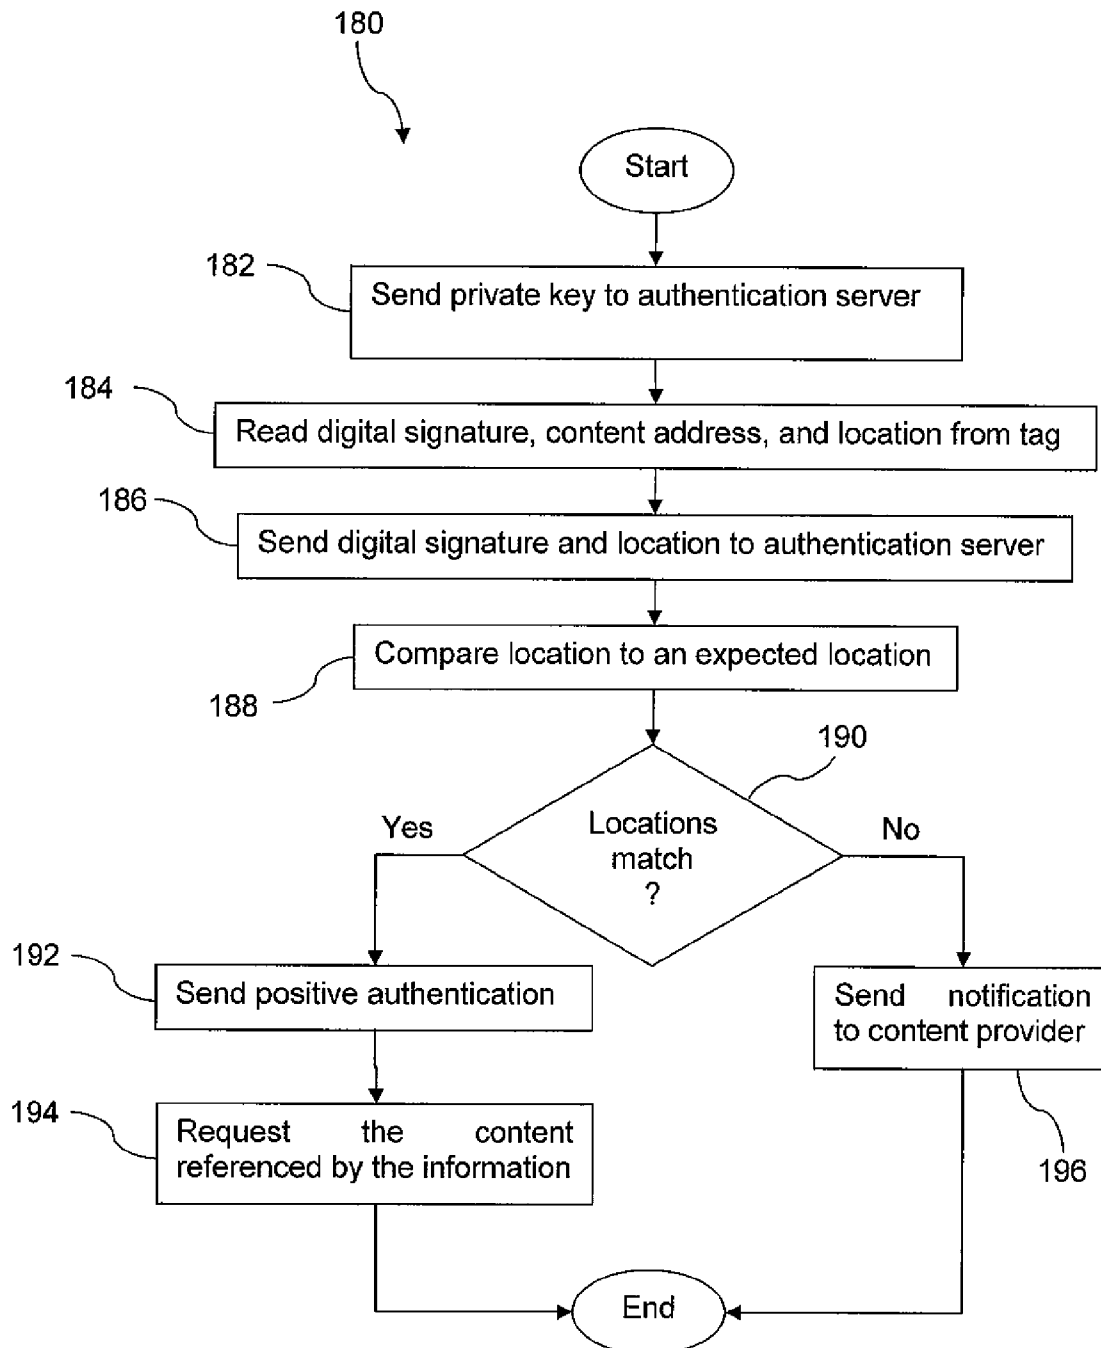 180
Start
182
Send private key to authentication server
184
Read digital signature, content address, and location from tag
186
Send digital signature and location to authentication server
Compare location to an expected location
188
190
Yes
Locations
match
?
No
192
Send positive authentication
Send notification
to content provider
194
Request the content
referenced by the information
196
End